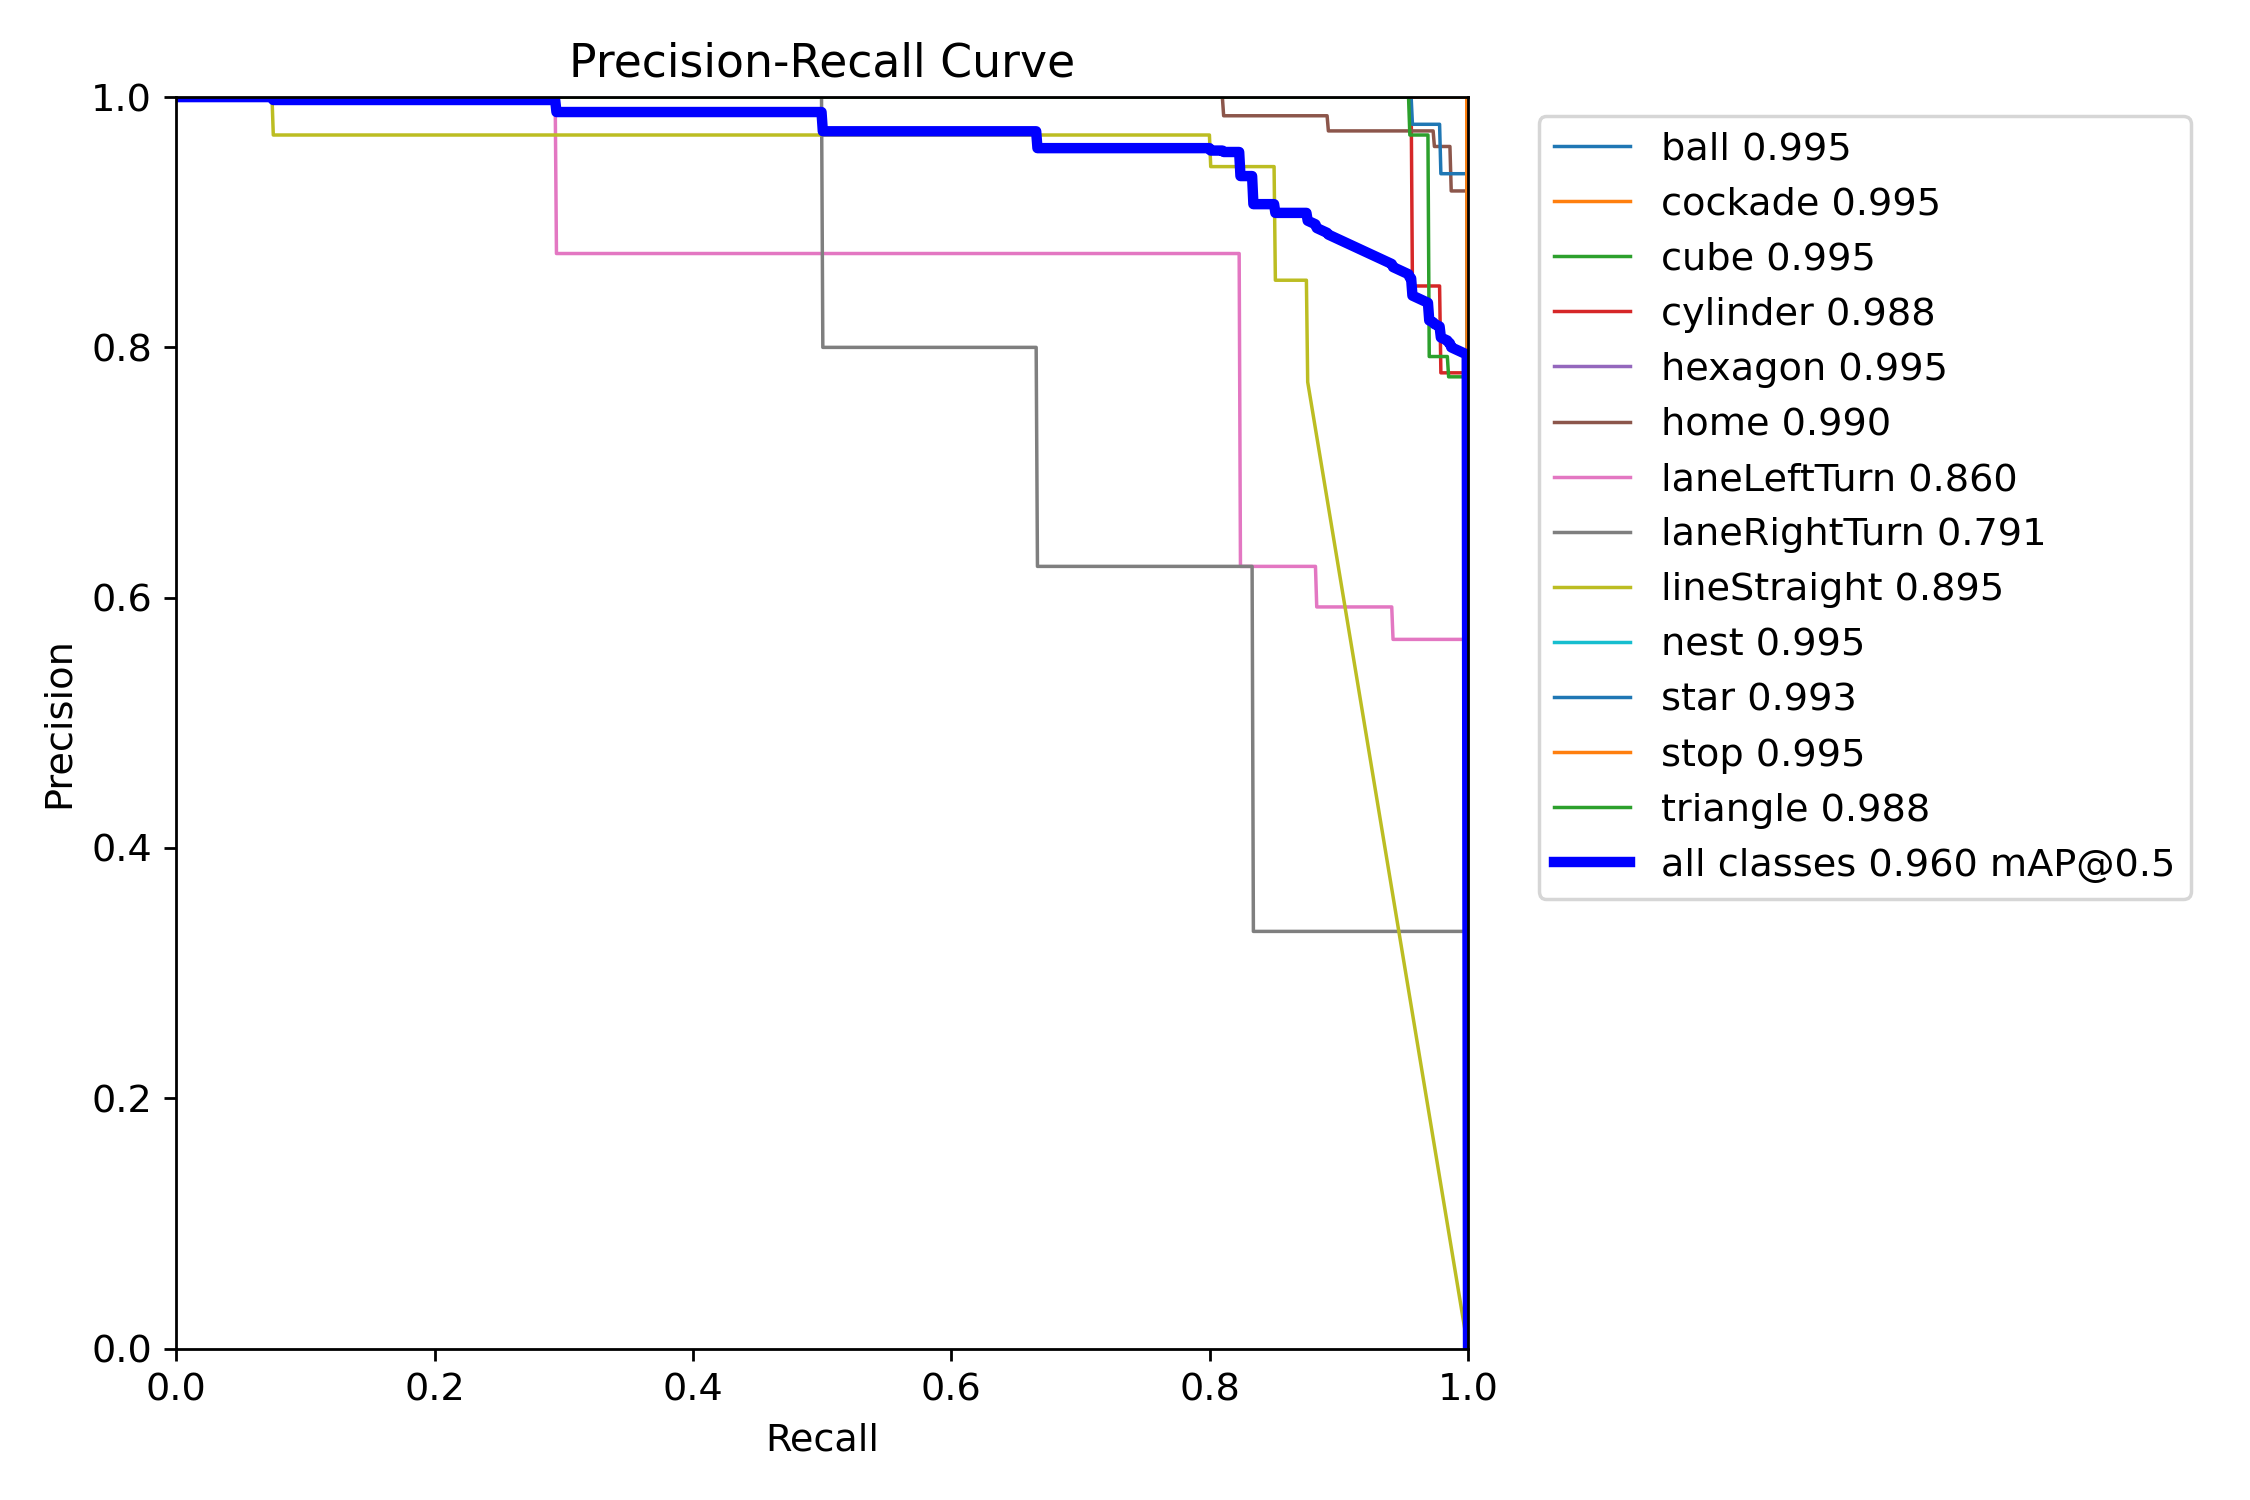 Precision-Recall Curve
1.0
0.8
0.6
0.4
0.2
0.0
Precision
0.0 0.2 0.4 0.6 0.8 1.0
Recall
ball 0.995
cockade 0.995
cube 0.995
cylinder 0.988
hexagon 0.995
home 0.990
laneLeftTurn 0.860
laneRightTurn 0.791
lineStraight 0.895
nest 0.995
star 0.993
stop 0.995
triangle 0.988
all classes 0.960 mAP@0.5